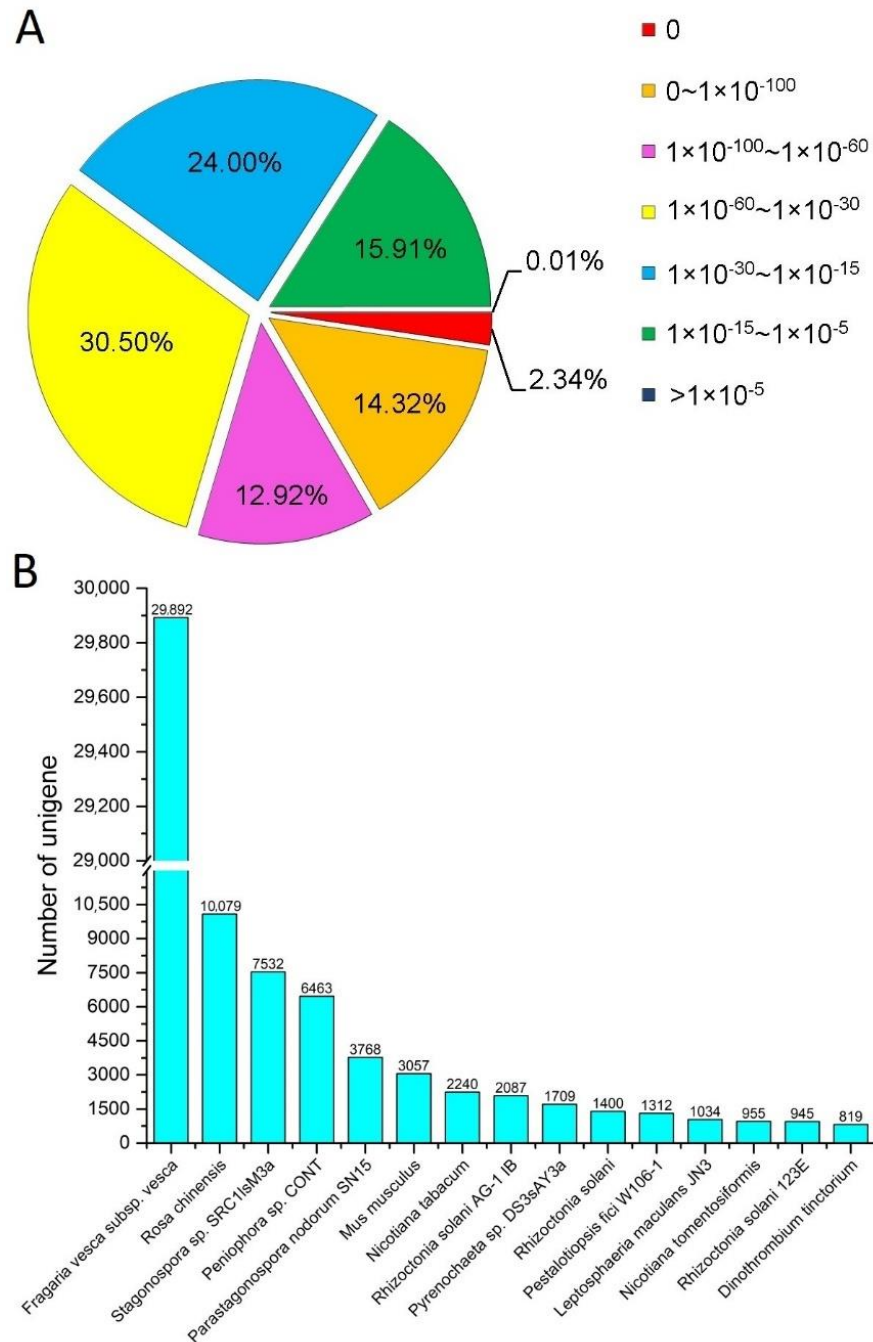 A
0
0~1×10⁻¹⁰⁰
1×10⁻¹⁰⁰~1×10⁻⁶⁰
1×10⁻⁶⁰~1×10⁻³⁰
1×10⁻³⁰~1×10⁻¹⁵
1×10⁻¹⁵~1×10⁻⁵
>1×10⁻⁵
24.00%
15.91%
0.01%
30.50%
2.34%
14.32%
12.92%
B
Number of unigene
30,000
29,800
29,600
29,400
29,200
29,000
10,500
9000
7500
6000
4500
3000
1500
0
29.892
10,079
7532
6463
3768
3057
2240
2087
1709
1400
1312
1034
955
945
819
Fragaria vesca subsp. vesca
Rosa chinensis
Stagonospora sp. SRC1lsM3a
Peniophora sp. CONT
Parastagonospora nodorum SN15
Mus musculus
Nicotiana tabacum
Rhizoctonia solani AG-1 IB
Pyrenochaeta sp. DS3sAY3a
Rhizoctonia solani
Pestalotiopsis fici W106-1
Leptosphaeria maculans JN3
Nicotiana tomentosiformis
Rhizoctonia solani 123E
Dinothrombium tinctorium